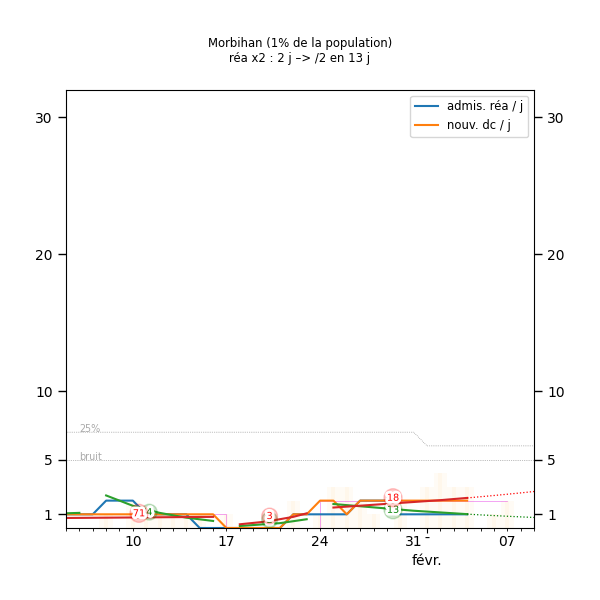 Morbihan (1% de la population)
réa x2 : 2 j –> /2 en 13 j
admis. réa / j
nouv. dc / j
30 30
20 20
10 10
25%
bruit
5 5
1 1
71 4 3 18 13
10 17 24 31 07
févr.